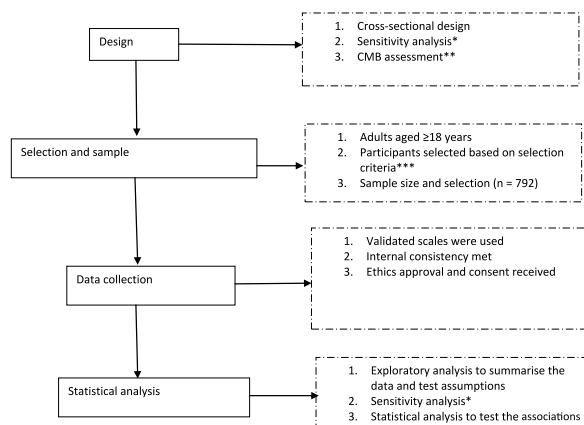 Design
1. Cross-sectional design
2. Sensitivity analysis*
3. CMB assessment**
Selection and sample
1. Adults aged ≥18 years
2. Participants selected based on selection
criteria***
3. Sample size and selection (n = 792)
Data collection
1. Validated scales were used
2. Internal consistency met
3. Ethics approval and consent received
Statistical analysis
1. Exploratory analysis to summarise the
data and test assumptions
2. Sensitivity analysis*
3. Statistical analysis to test the associations